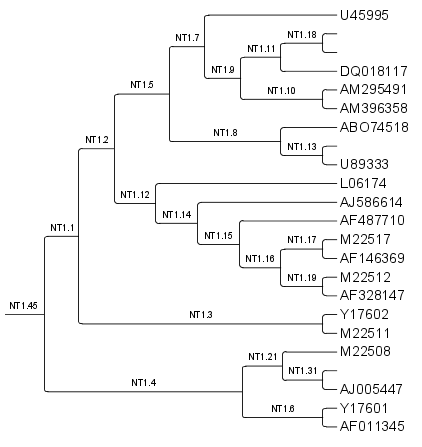 U45995
NT1.18
NT1.7
NT1.11
DQ018117
NT1.9
NT1.5
AM295491
NT1.10
AM396358
ABO74518
NT1.8
NT1.2
NT1.13
U89333
L06174
NT1.12
AJ586614
NT1.14
AF487710
NT1.1
NT1.15
NT1.17
M22517
AF146369
NT1.16
M22512
NT1.19
AF328147
NT1.45
NT1.3
Y17602
M22511
M22508
NT1.21
NT1.31
NT1.4
AJ005447
Y17601
NT1.6
AF011345